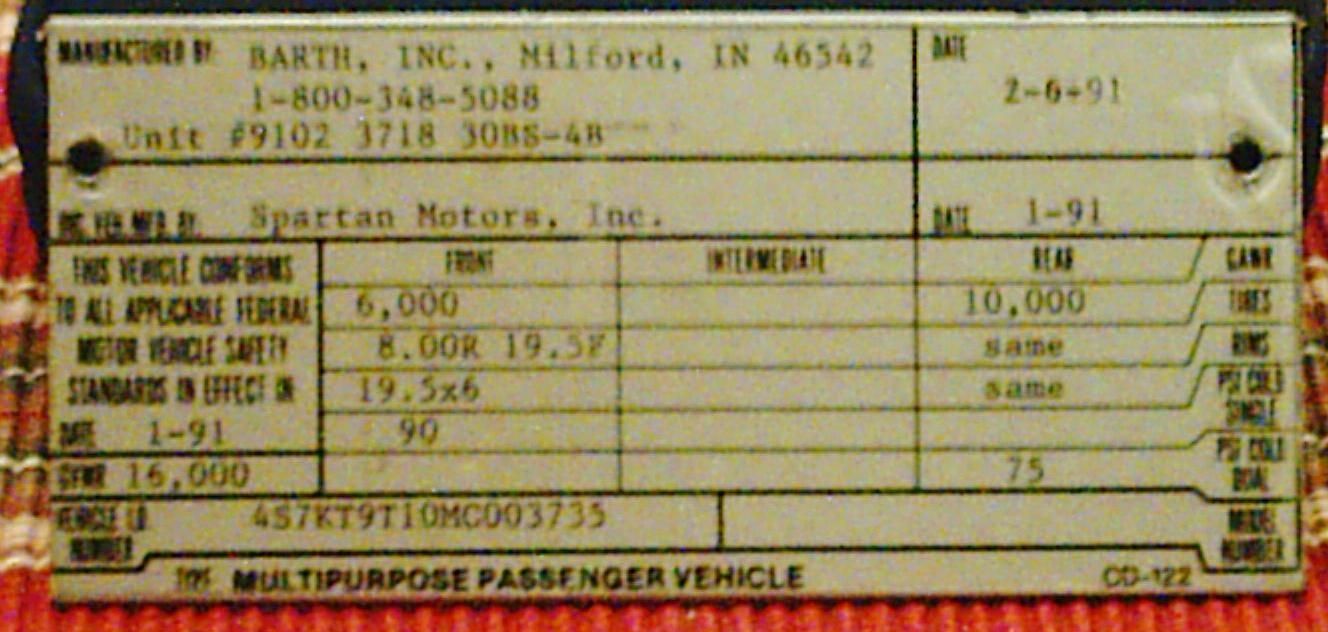 MANUFACTURED BY: BARTH, INC., Milford, IN 46542 DATE
1-800-348-5088 2-6-91
Unit #9102 3718 30BS-4B
INC. VEH. MFD. BY: Spartan Motors, Inc. DATE 1-91
THIS VEHICLE CONFORMS FRONT INTERMEDIATE REAR GAWR
TO ALL APPLICABLE FEDERAL 6,000 10,000 TIRES
MOTOR VEHICLE SAFETY 8.00R 19.5F same RIMS
STANDARDS IN EFFECT IN 19.5x6 same PSI COLD
SINGLE
DATE 1-91 90 PSI COLD
GVWR 16,000 75 DUAL
VEHICLE I.D. 4S7KT9T10MC003735 MODEL
NUMBER NUMBER
TYPE MULTIPURPOSE PASSENGER VEHICLE CD-122